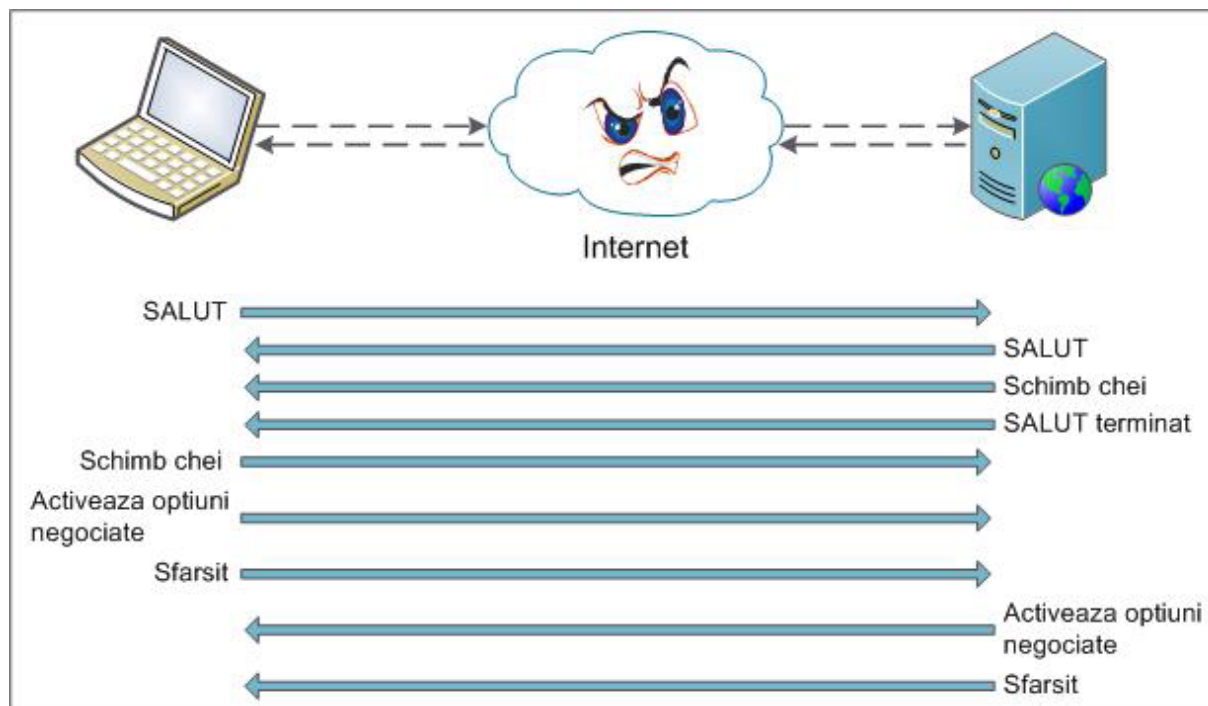 Internet
SALUT
SALUT
Schimb chei
SALUT terminat
Schimb chei
Activeaza optiuni
negociate
Sfarsit
Activeaza optiuni
negociate
Sfarsit